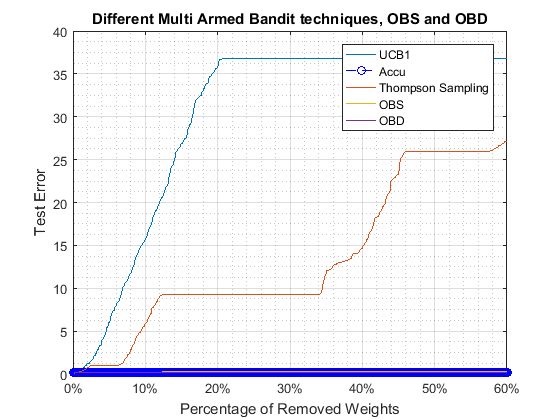 Different Multi Armed Bandit techniques, OBS and OBD
40
35
30
25
20
15
10
5
0
Test Error
UCB1
Accu
Thompson Sampling
OBS
OBD
0% 10% 20% 30% 40% 50% 60%
Percentage of Removed Weights